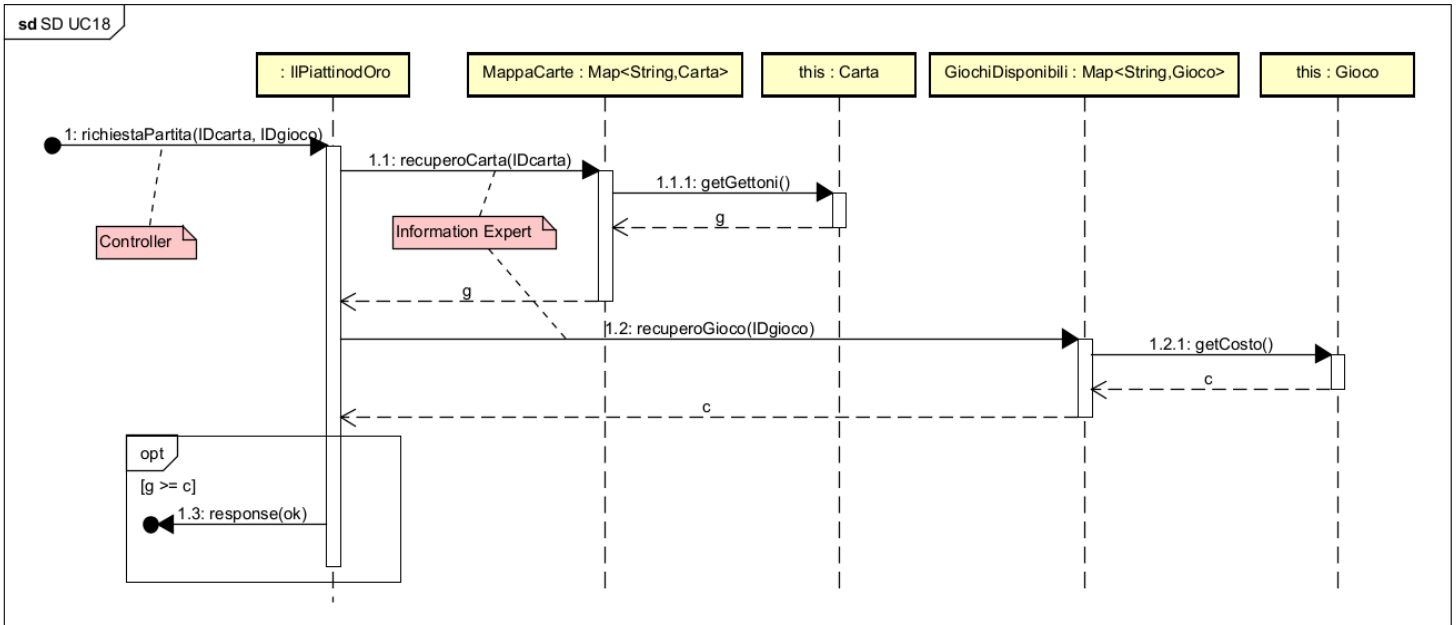 sd SD UC18
: IlPiattinodOro
MappaCarte : Map<String,Carta>
this : Carta
GiochiDisponibili : Map<String,Gioco>
this : Gioco
1: richiestaPartita(IDcarta, IDgioco)
1.1: recuperoCarta(IDcarta)
1.1.1: getGettoni()
g
Controller
Information Expert
g
1.2: recuperoGioco(IDgioco)
1.2.1: getCosto()
c
c
opt
[g >= c]
1.3: response(ok)